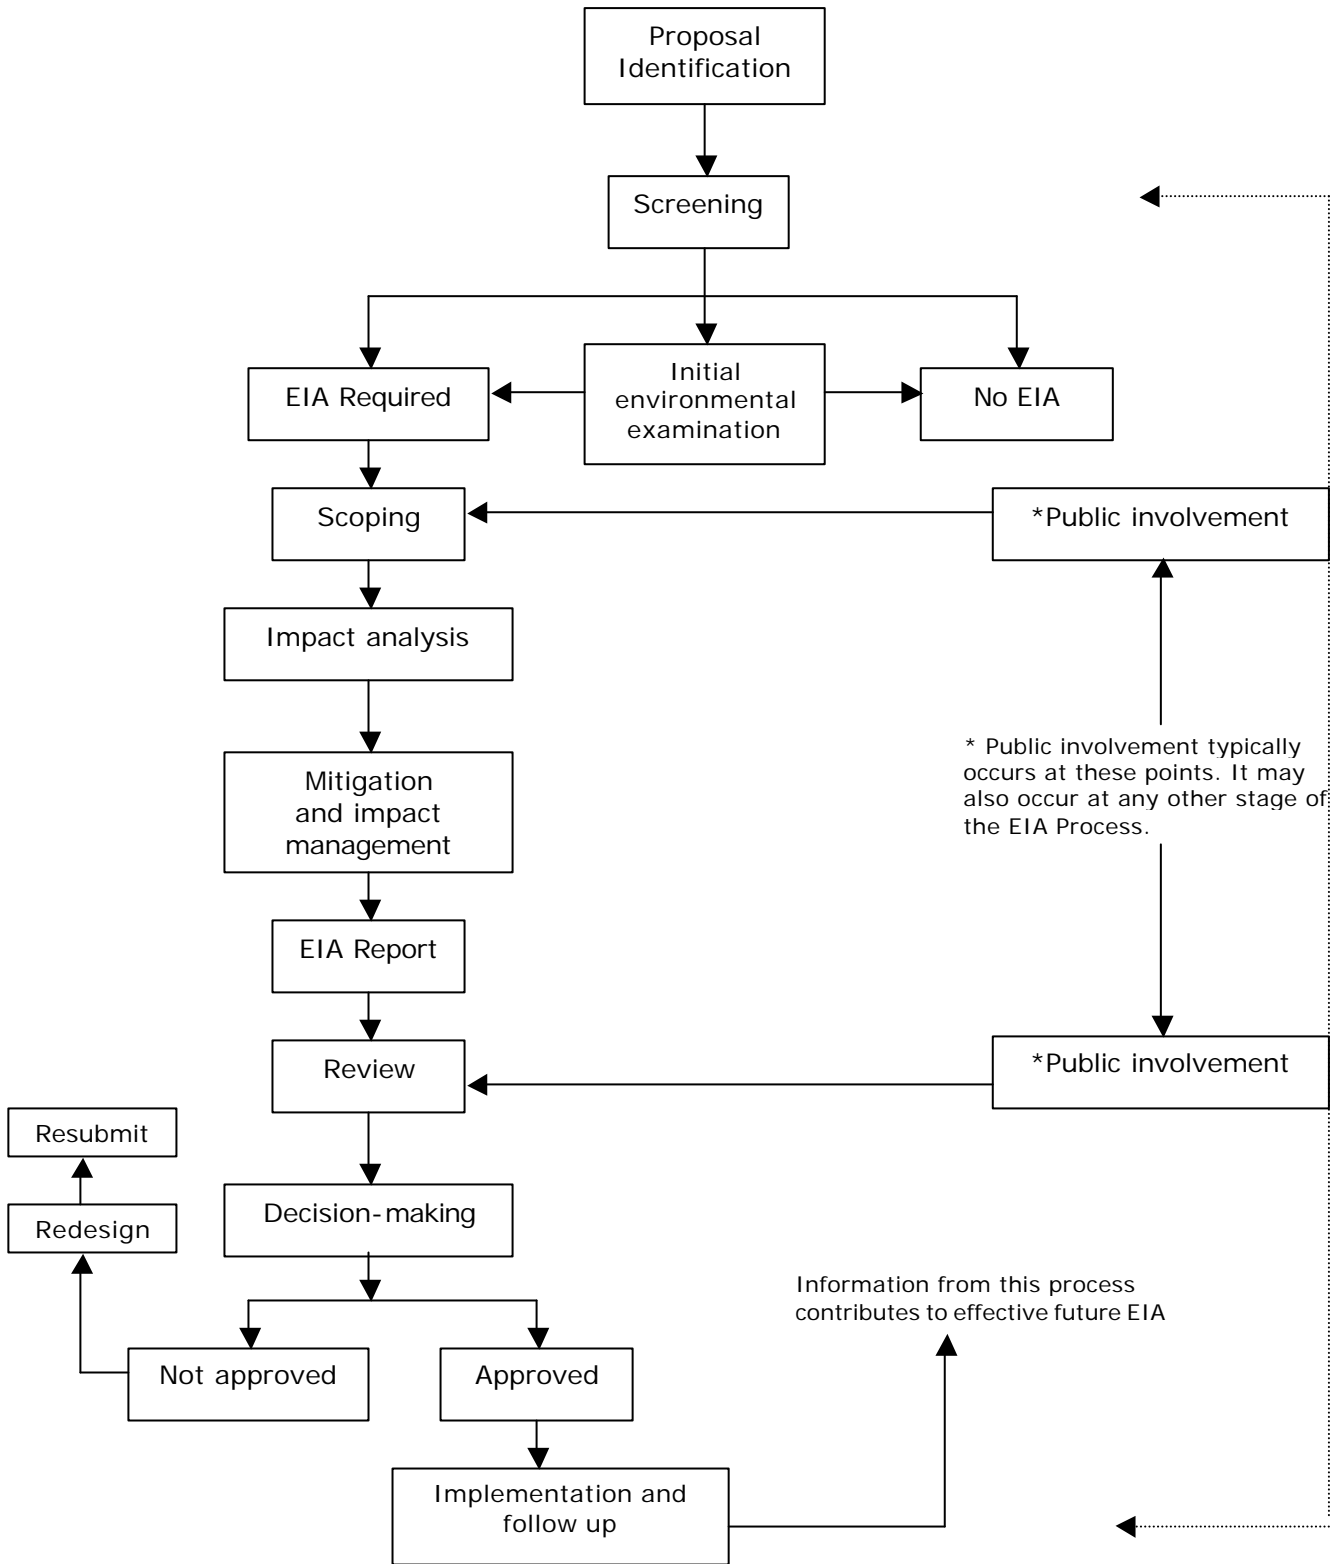 Proposal
Identification
Screening
EIA Required
Initial
environmental
examination
No EIA
Scoping
*Public involvement
Impact analysis
* Public involvement typically
occurs at these points. It may
also occur at any other stage of
the EIA Process.
Mitigation
and impact
management
EIA Report
Review
*Public involvement
Resubmit
Redesign
Decision-making
Information from this process
contributes to effective future EIA
Not approved
Approved
Implementation and
follow up